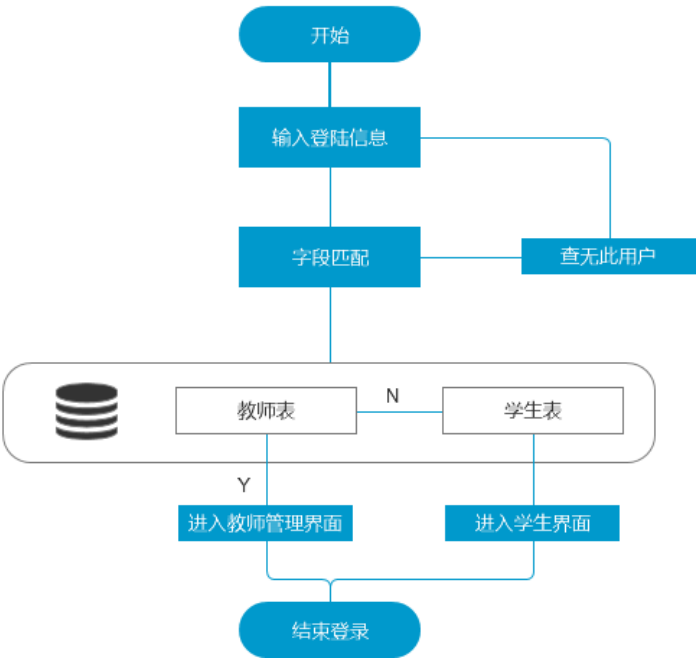 开始
输入登陆信息
字段匹配
查无此用户
教师表
N
学生表
Y
进入教师管理界面
进入学生界面
结束登录